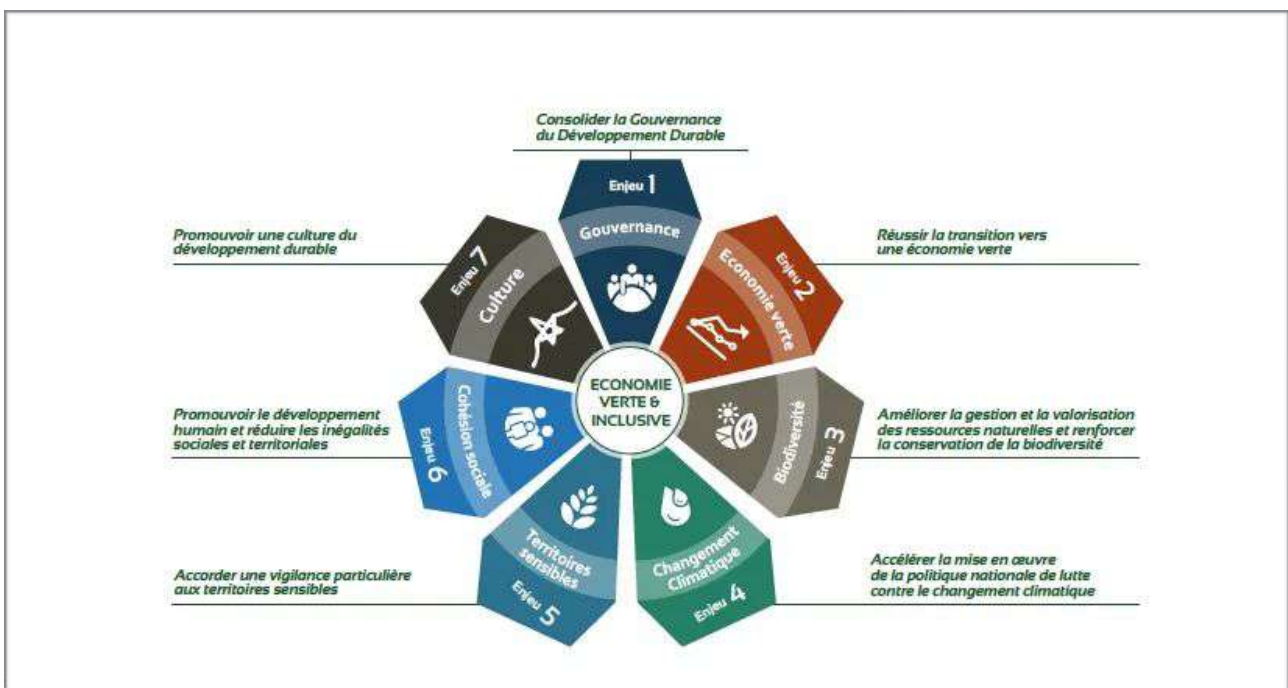 Consolider la Gouvernance
du Développement Durable
Enjeu 1
Gouvernance
Réussir la transition vers
une économie verte
Enjeu 2
Economie verte
Améliorer la gestion et la valorisation
des ressources naturelles et renforcer
la conservation de la biodiversité
Enjeu 3
Biodiversité
Accélérer la mise en œuvre
de la politique nationale de lutte
contre le changement climatique
Enjeu 4
Changement
Climatique
Accorder une vigilance particulière
aux territoires sensibles
Enjeu 5
Territoires
sensibles
Promouvoir le développement
humain et réduire les inégalités
sociales et territoriales
Enjeu 6
Cohésion sociale
Promouvoir une culture du
développement durable
Enjeu 7
Culture
ECONOMIE
VERTE &
INCLUSIVE